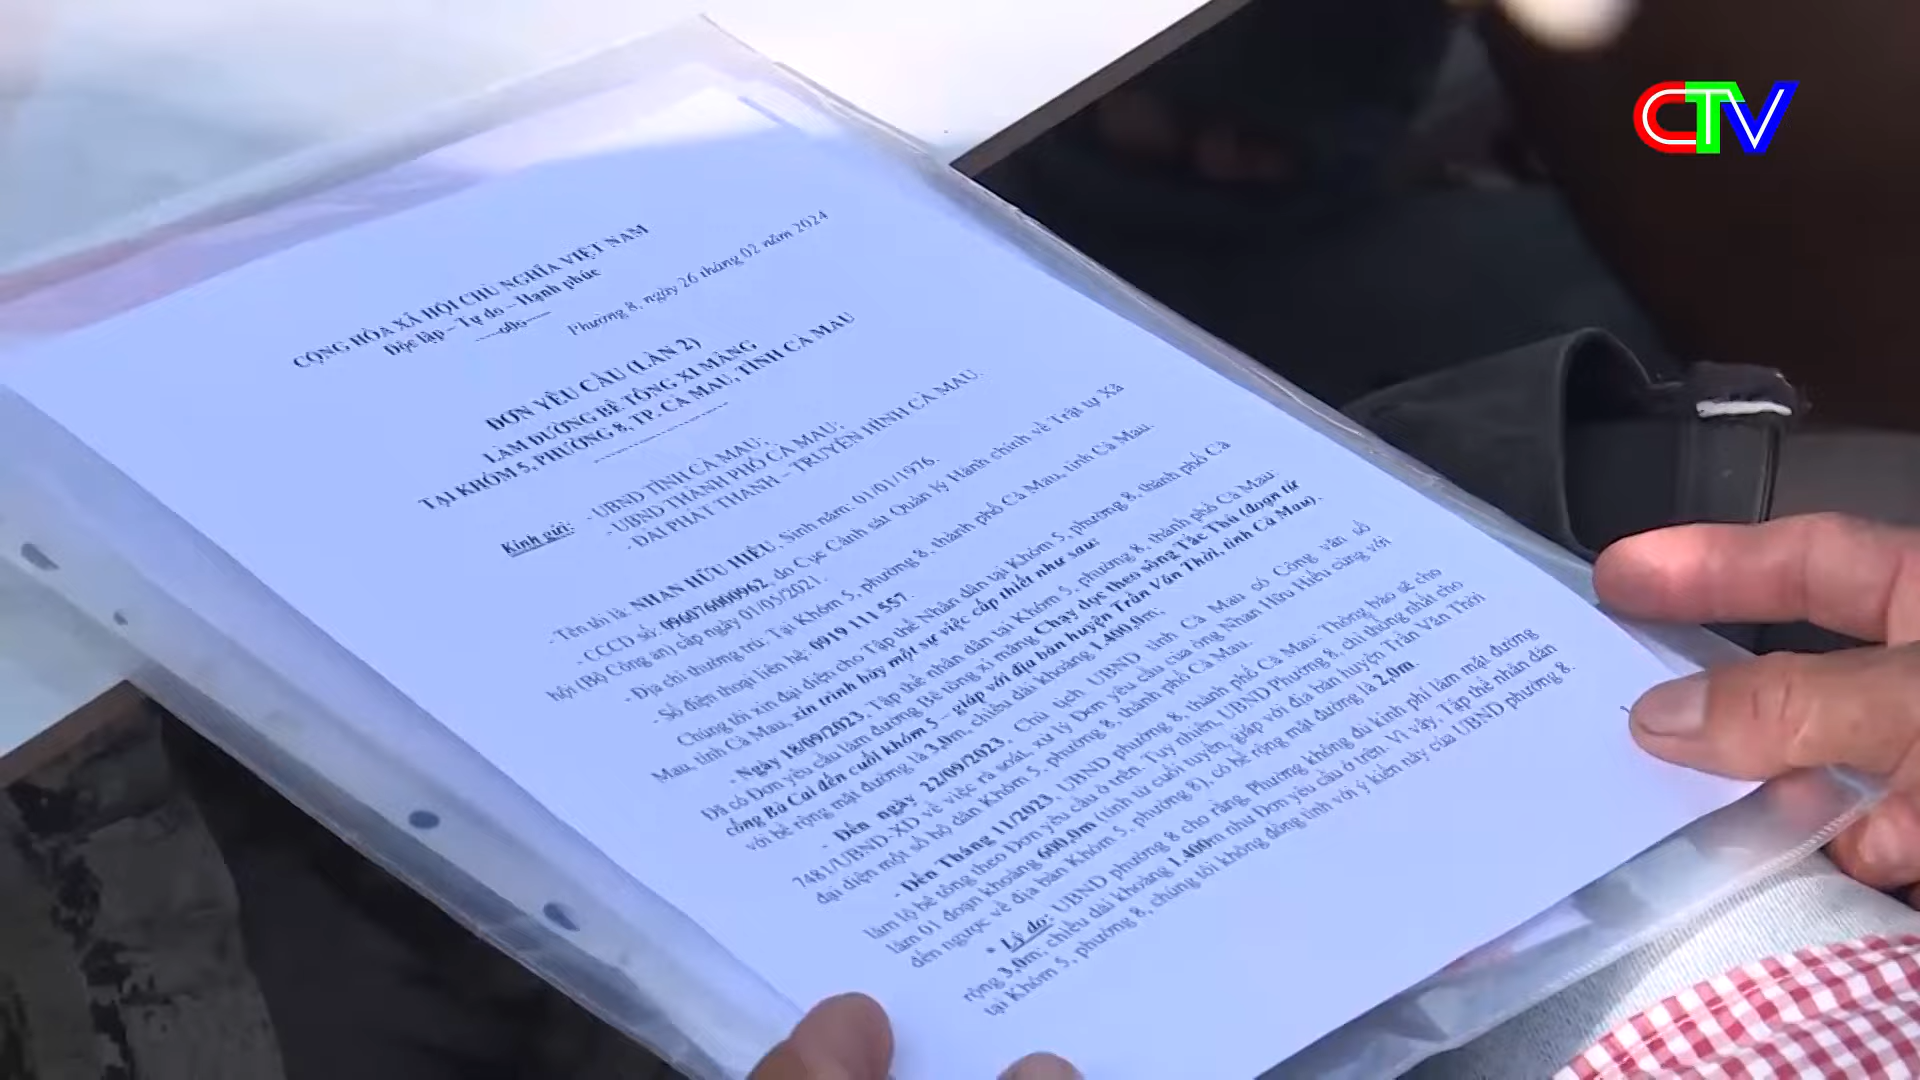 CTV
CỘNG HÒA XÃ HỘI CHỦ NGHĨA VIỆT NAM
Độc lập – Tự do – Hạnh phúc
Phường 8, ngày 26 tháng 02 năm 2024
ĐƠN YÊU CẦU (LẦN 2)
LÀM ĐƯỜNG BÊ TÔNG XI MĂNG
TẠI KHÓM 5, PHƯỜNG 8, TP. CÀ MAU, TỈNH CÀ MAU
Kính gửi: - UBND TỈNH CÀ MAU;
- UBND THÀNH PHỐ CÀ MAU;
- ĐÀI PHÁT THANH – TRUYỀN HÌNH CÀ MAU.
- Tên tôi là: NHAN HỮU HIẾU. Sinh năm: 01/01/1976.
- CCCD số: 096076000962, do Cục Cảnh sát Quản lý Hành chính về Trật tự Xã
hội (Bộ Công an) cấp ngày 01/05/2021.
- Địa chỉ thường trú: Tại Khóm 5, phường 8, thành phố Cà Mau, tỉnh Cà Mau.
- Số điện thoại liên hệ: 0919 111 557.
Chúng tôi xin đại diện cho Tập thể Nhân dân tại Khóm 5, phường 8, thành phố Cà
Mau, tỉnh Cà Mau, xin trình bày một sự việc cấp thiết như sau:
- Ngày 18/09/2023, Tập thể nhân dân tại Khóm 5, phường 8, thành phố Cà Mau:
Đã có Đơn yêu cầu làm đường Bê tông xi măng Chạy dọc theo sông Tắc Thủ (đoạn từ
cống Bà Cai đến cuối khóm 5 – giáp với địa bàn huyện Trần Văn Thời, tỉnh Cà Mau),
với bề rộng mặt đường là 3,0m, chiều dài khoảng 1.400,0m;
- Đến ngày 22/09/2023, Chủ tịch UBND tỉnh Cà Mau có Công văn số
7481/UBND-XD về việc rà soát, xử lý Đơn yêu cầu của ông Nhan Hữu Hiếu cùng với
đại diện một số hộ dân Khóm 5, phường 8, thành phố Cà Mau.
- Đến Tháng 11/2023, UBND phường 8, thành phố Cà Mau: Thông báo sẽ cho
làm lộ bê tông theo Đơn yêu cầu ở trên. Tuy nhiên, UBND Phường 8, chỉ thống nhất cho
làm 01 đoạn khoảng 600,0m (tính từ cuối tuyến, giáp với địa bàn huyện Trần Văn Thời
đến ngược về địa bàn Khóm 5, phường 8), có bề rộng mặt đường là 2,0m.
* Lý do: UBND phường 8 cho rằng, Phường không đủ kinh phí làm mặt đường
rộng 3,0m; chiều dài khoảng 1.400m như Đơn yêu cầu ở trên. Vì vậy, Tập thể nhân dân
tại Khóm 5, phường 8, chúng tôi không đồng tình với ý kiến này của UBND phường 8.